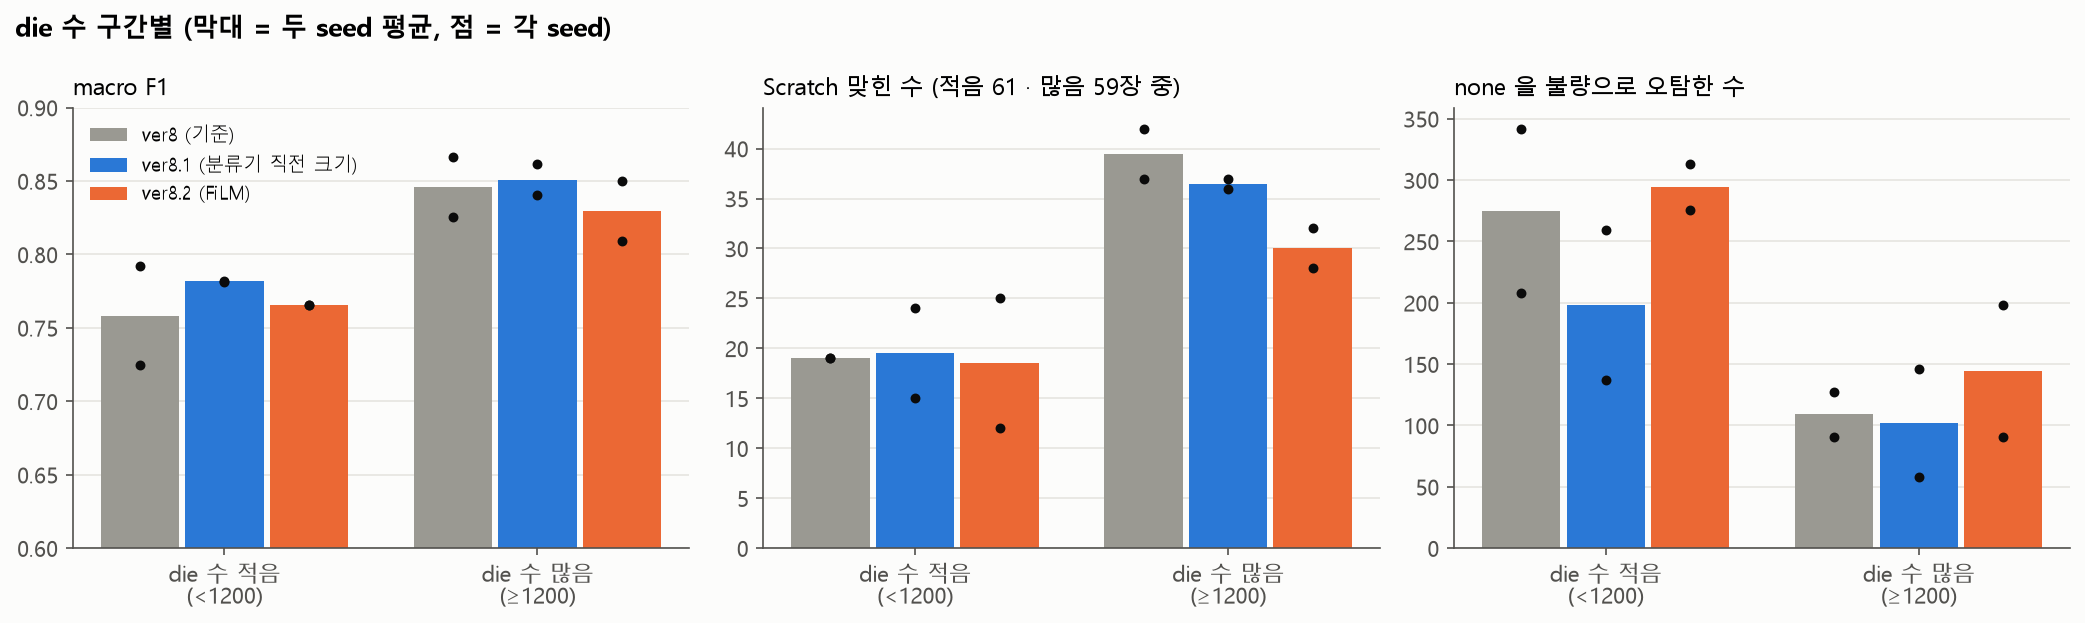 die 수 구간별 (막대 = 두 seed 평균, 점 = 각 seed)
macro F1
0.90
0.85
0.80
0.75
0.70
0.65
0.60
ver8 (기준)
ver8.1 (분류기 직전 크기)
ver8.2 (FiLM)
die 수 적음
(<1200)
die 수 많음
(≥1200)
Scratch 맞힌 수 (적음 61 · 많음 59장 중)
40
35
30
25
20
15
10
5
0
die 수 적음
(<1200)
die 수 많음
(≥1200)
none 을 불량으로 오탐한 수
350
300
250
200
150
100
50
0
die 수 적음
(<1200)
die 수 많음
(≥1200)